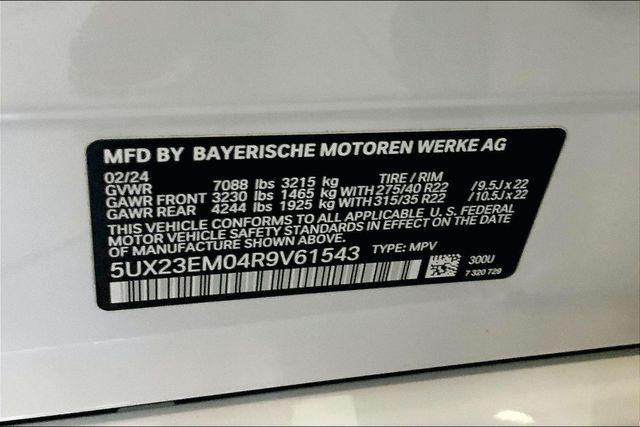 MFD BY BAYERISCHE MOTOREN WERKE AG
02/24 TIRE / RIM
GVWR 7088 lbs 3215 kg
GAWR FRONT 3230 lbs 1465 kg WITH 275/40 R22 / 9.5J x 22
GAWR REAR 4244 lbs 1925 kg WITH 315/35 R22 / 10.5J x 22
THIS VEHICLE CONFORMS TO ALL APPLICABLE U.S. FEDERAL
MOTOR VEHICLE SAFETY STANDARDS IN EFFECT ON THE DATE
OF MANUFACTURE SHOWN ABOVE.
5UX23EM04R9V61543 TYPE: MPV
300U
7 320 729